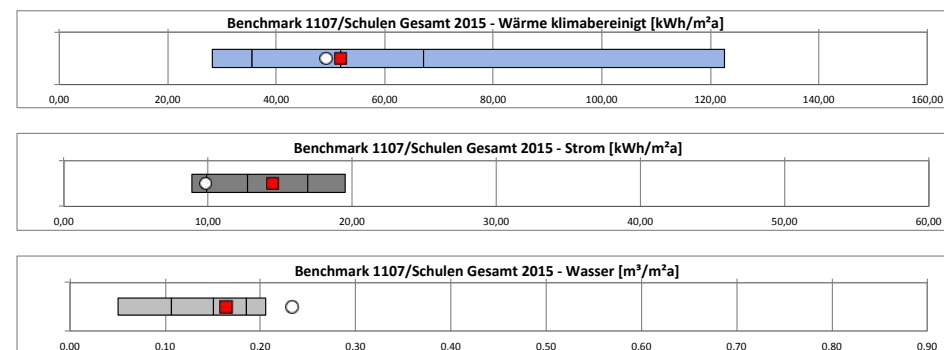 Benchmark 1107/Schulen Gesamt 2015 - Wärme klimabereinigt [kWh/m²a]
0,00 20,00 40,00 60,00 80,00 100,00 120,00 140,00 160,00
Benchmark 1107/Schulen Gesamt 2015 - Strom [kWh/m²a]
0,00 10,00 20,00 30,00 40,00 50,00 60,00
Benchmark 1107/Schulen Gesamt 2015 - Wasser [m³/m²a]
0,00 0,10 0,20 0,30 0,40 0,50 0,60 0,70 0,80 0,90